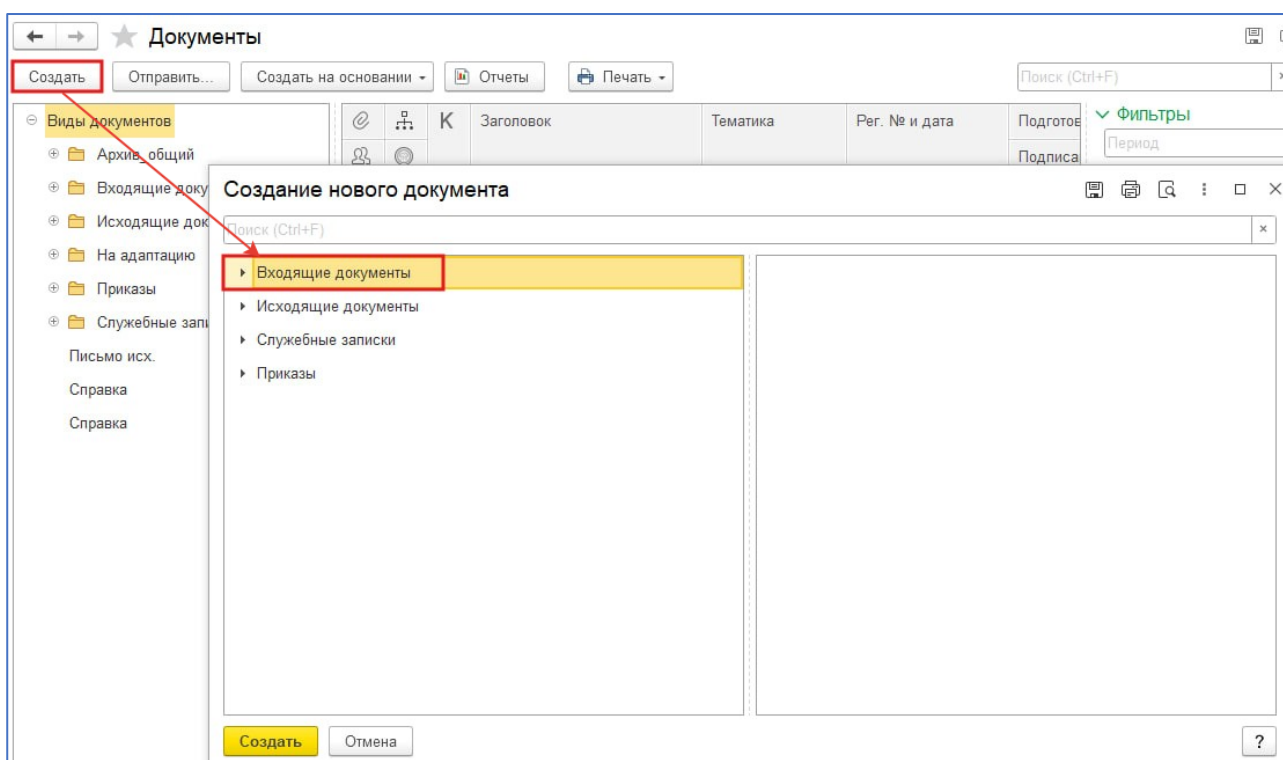 Документы
Создать Отправить... Создать на основании Отчеты Печать Поиск (Ctrl+F)
Виды документов К Заголовок Тематика Рег. № и дата Подготов Фильтры
Период
Архив_общий Подписа
Входящие доку Создание нового документа
Исходящие док Поиск (Ctrl+F)
На адаптацию Входящие документы
Приказы Исходящие документы
Служебные запи Служебные записки
Письмо исх. Приказы
Справка
Справка
Создать Отмена ?